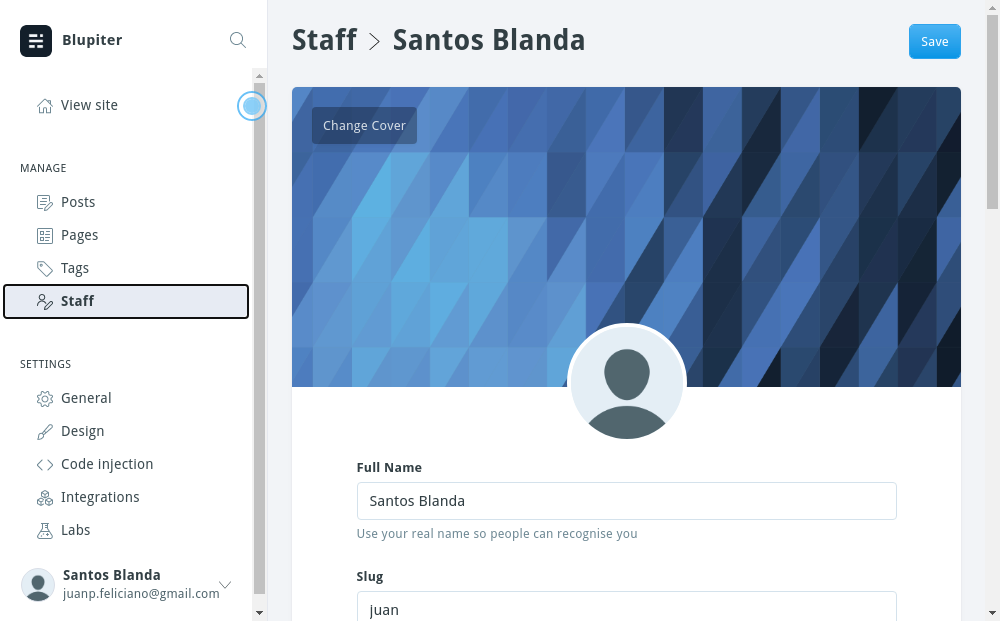 Blupiter
View site
MANAGE
Posts
Pages
Tags
Staff
SETTINGS
General
Design
Code injection
Integrations
Labs
Santos Blanda
juanp.feliciano@gmail.com
Staff > Santos Blanda
Save
Change Cover
Full Name
Santos Blanda
Use your real name so people can recognise you
Slug
juan